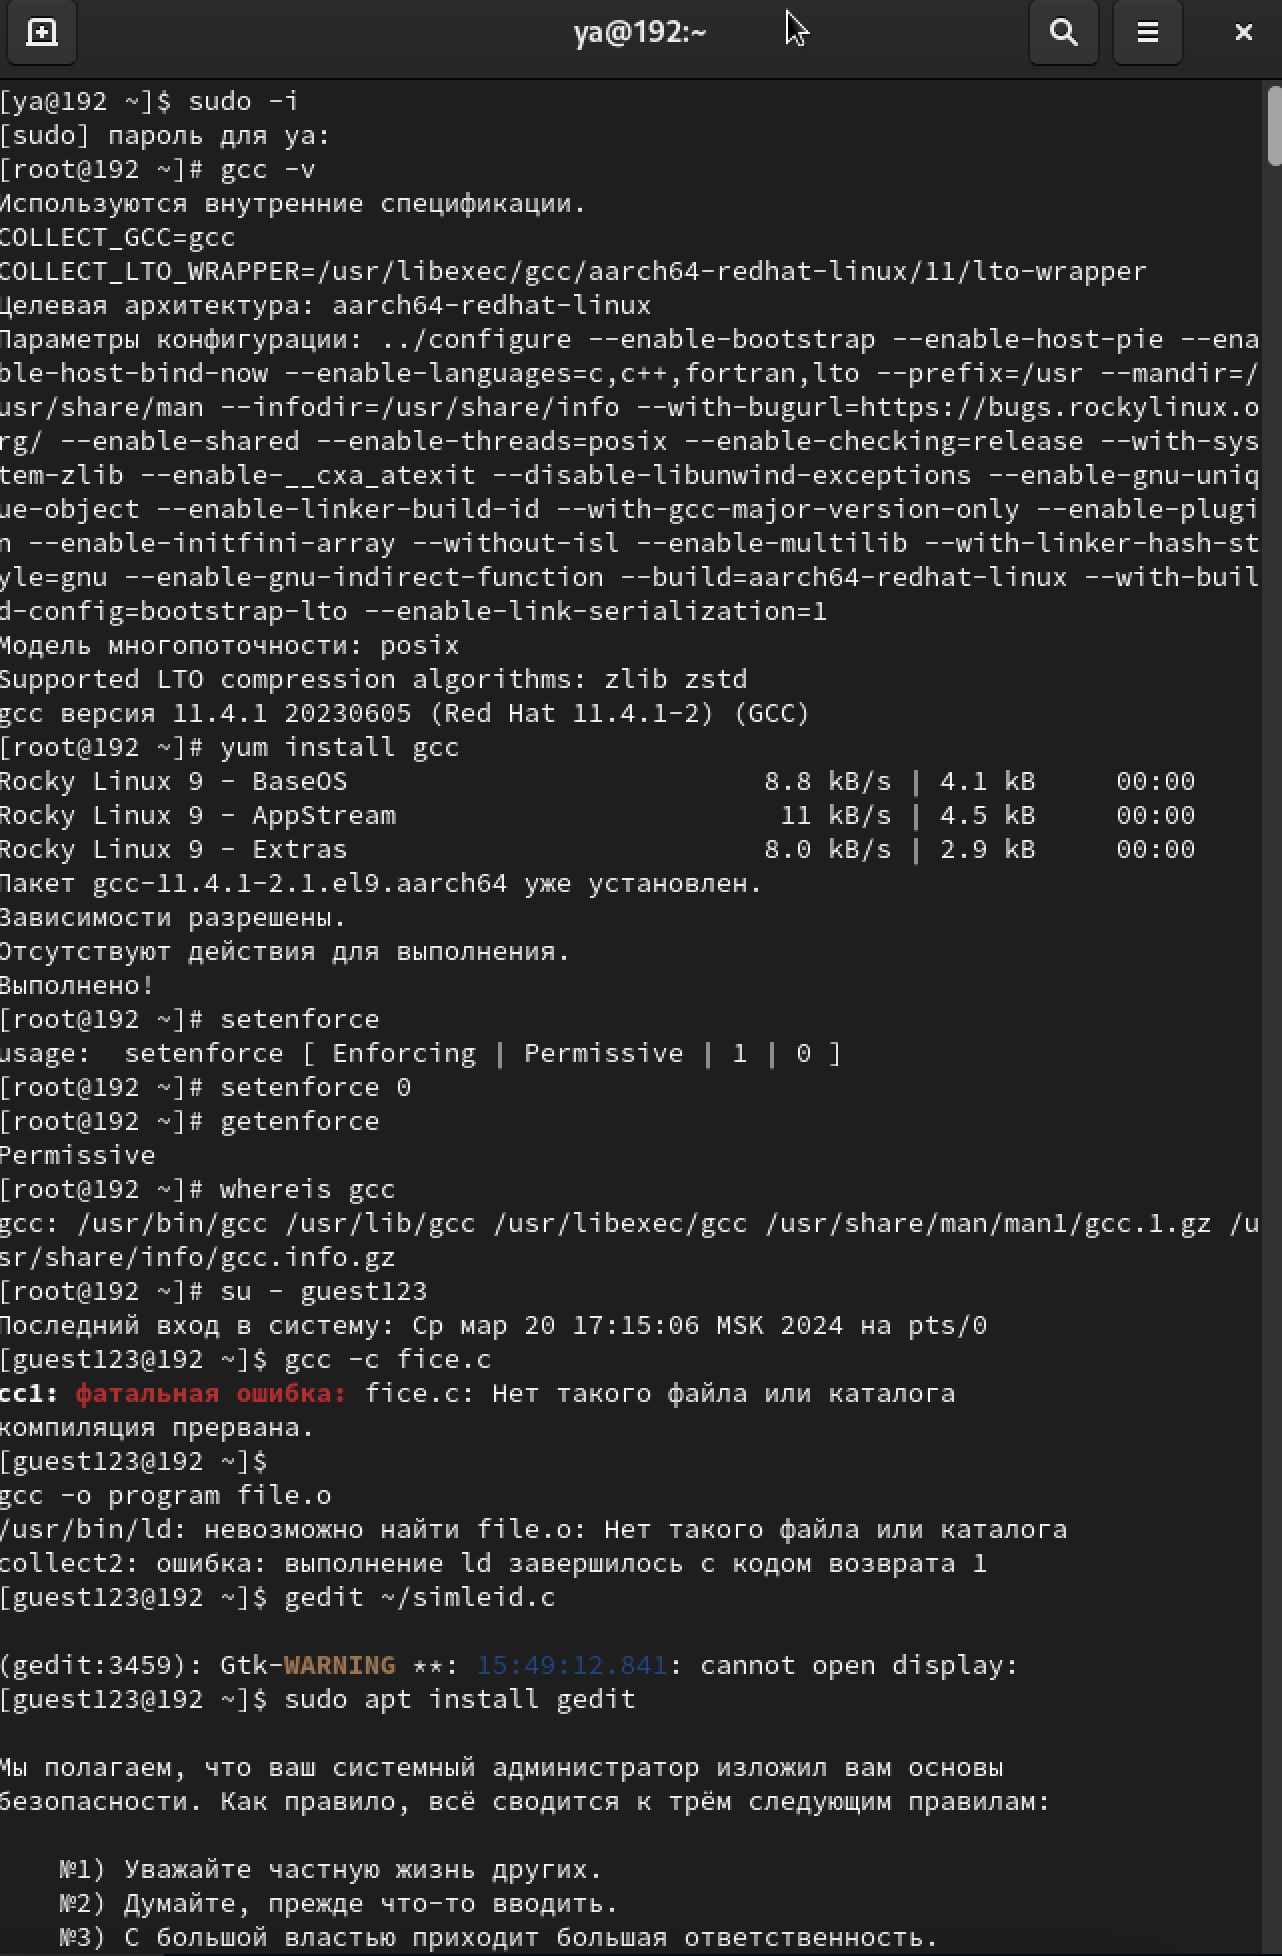 ya@192:~
[ya@192 ~]$ sudo -i
[sudo] пароль для ya:
[root@192 ~]# gcc -v
Используются внутренние спецификации.
COLLECT_GCC=gcc
COLLECT_LTO_WRAPPER=/usr/libexec/gcc/aarch64-redhat-linux/11/lto-wrapper
Целевая архитектура: aarch64-redhat-linux
Параметры конфигурации: ../configure --enable-bootstrap --enable-host-pie --ena
ble-host-bind-now --enable-languages=c,c++,fortran,lto --prefix=/usr --mandir=/
usr/share/man --infodir=/usr/share/info --with-bugurl=https://bugs.rockylinux.o
rg/ --enable-shared --enable-threads=posix --enable-checking=release --with-sys
tem-zlib --enable-__cxa_atexit --disable-libunwind-exceptions --enable-gnu-uniq
ue-object --enable-linker-build-id --with-gcc-major-version-only --enable-plugi
n --enable-initfini-array --without-isl --enable-multilib --with-linker-hash-st
yle=gnu --enable-gnu-indirect-function --build=aarch64-redhat-linux --with-buil
d-config=bootstrap-lto --enable-link-serialization=1
Модель многопоточности: posix
Supported LTO compression algorithms: zlib zstd
gcc версия 11.4.1 20230605 (Red Hat 11.4.1-2) (GCC)
[root@192 ~]# yum install gcc
Rocky Linux 9 - BaseOS 8.8 kB/s | 4.1 kB 00:00
Rocky Linux 9 - AppStream 11 kB/s | 4.5 kB 00:00
Rocky Linux 9 - Extras 8.0 kB/s | 2.9 kB 00:00
Пакет gcc-11.4.1-2.1.el9.aarch64 уже установлен.
Зависимости разрешены.
Отсутствуют действия для выполнения.
Выполнено!
[root@192 ~]# setenforce
usage:  setenforce [ Enforcing | Permissive | 1 | 0 ]
[root@192 ~]# setenforce 0
[root@192 ~]# getenforce
Permissive
[root@192 ~]# whereis gcc
gcc: /usr/bin/gcc /usr/lib/gcc /usr/libexec/gcc /usr/share/man/man1/gcc.1.gz /u
sr/share/info/gcc.info.gz
[root@192 ~]# su - guest123
Последний вход в систему: Ср мар 20 17:15:06 MSK 2024 на pts/0
[guest123@192 ~]$ gcc -c fice.c
cc1: фатальная ошибка: fice.c: Нет такого файла или каталога
компиляция прервана.
[guest123@192 ~]$
gcc -o program file.o
/usr/bin/ld: невозможно найти file.o: Нет такого файла или каталога
collect2: ошибка: выполнение ld завершилось с кодом возврата 1
[guest123@192 ~]$ gedit ~/simleid.c
(gedit:3459): Gtk-WARNING **: 15:49:12.841: cannot open display:
[guest123@192 ~]$ sudo apt install gedit
Мы полагаем, что ваш системный администратор изложил вам основы
безопасности. Как правило, всё сводится к трём следующим правилам:
№1) Уважайте частную жизнь других.
№2) Думайте, прежде что-то вводить.
№3) С большой властью приходит большая ответственность.